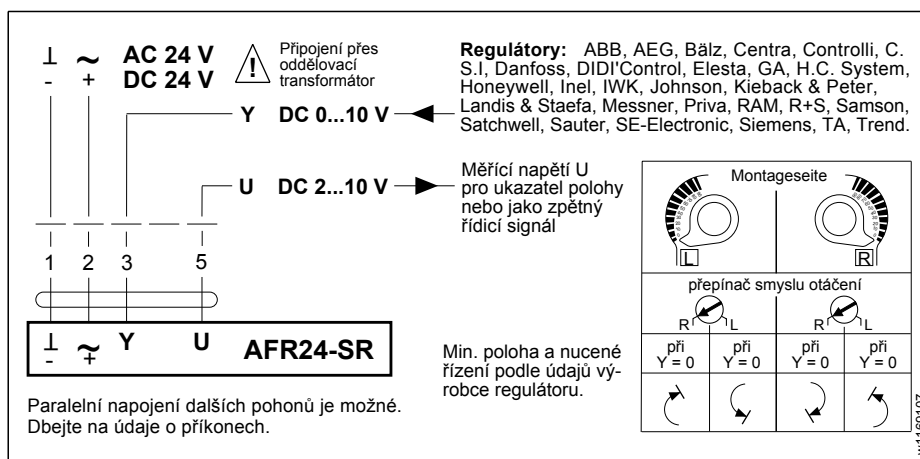 ⊥ ~ AC 24 V
- + DC 24 V
Připojení přes
oddělovací
transformátor
Y DC 0...10 V
U DC 2...10 V
Regulátory: ABB, AEG, Bälz, Centra, Controlli, C.
S.I, Danfoss, DIDI'Control, Elesta, GA, H.C. System,
Honeywell, Inel, IWK, Johnson, Kieback & Peter,
Landis & Staefa, Messner, Priva, RAM, R+S, Samson,
Satchwell, Sauter, SE-Electronic, Siemens, TA, Trend.
Měřící napětí U
pro ukazatel polohy
nebo jako zpětný
řídicí signál
1 2 3 5
⊥ ~ Y U AFR24-SR
- +
Paralelní napojení dalších pohonů je možné.
Dbejte na údaje o příkonech.
Min. poloha a nucené
řízení podle údajů vý-
robce regulátoru.
Montageseite
L R
přepínač smyslu otáčení
R L R L
při při při při
Y = 0 Y = 0 Y = 0 Y = 0